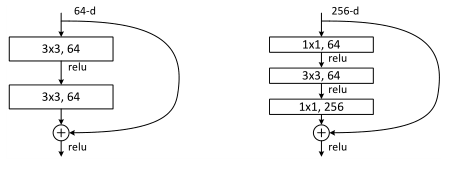 64-d
3x3, 64
relu
3x3, 64
+
relu
256-d
1x1, 64
relu
3x3, 64
relu
1x1, 256
+
relu